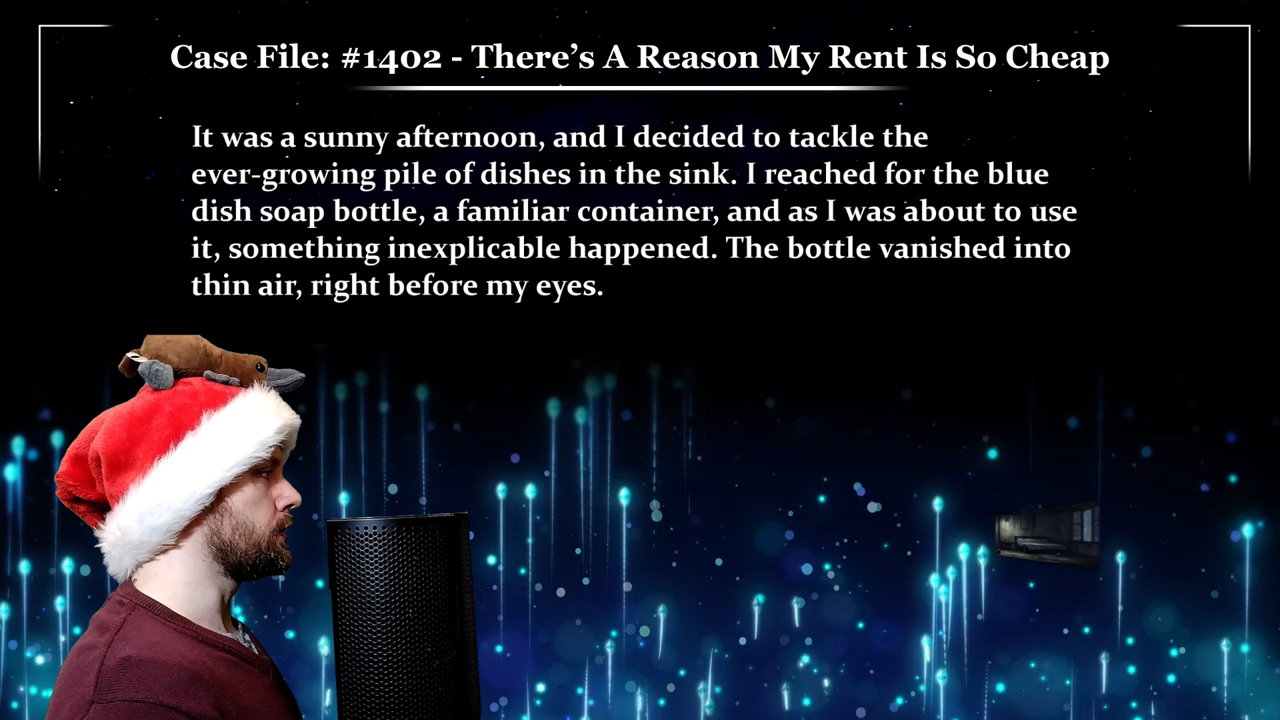 Case File: #1402 - There’s A Reason My Rent Is So Cheap
It was a sunny afternoon, and I decided to tackle the
ever-growing pile of dishes in the sink. I reached for the blue
dish soap bottle, a familiar container, and as I was about to use
it, something inexplicable happened. The bottle vanished into
thin air, right before my eyes.